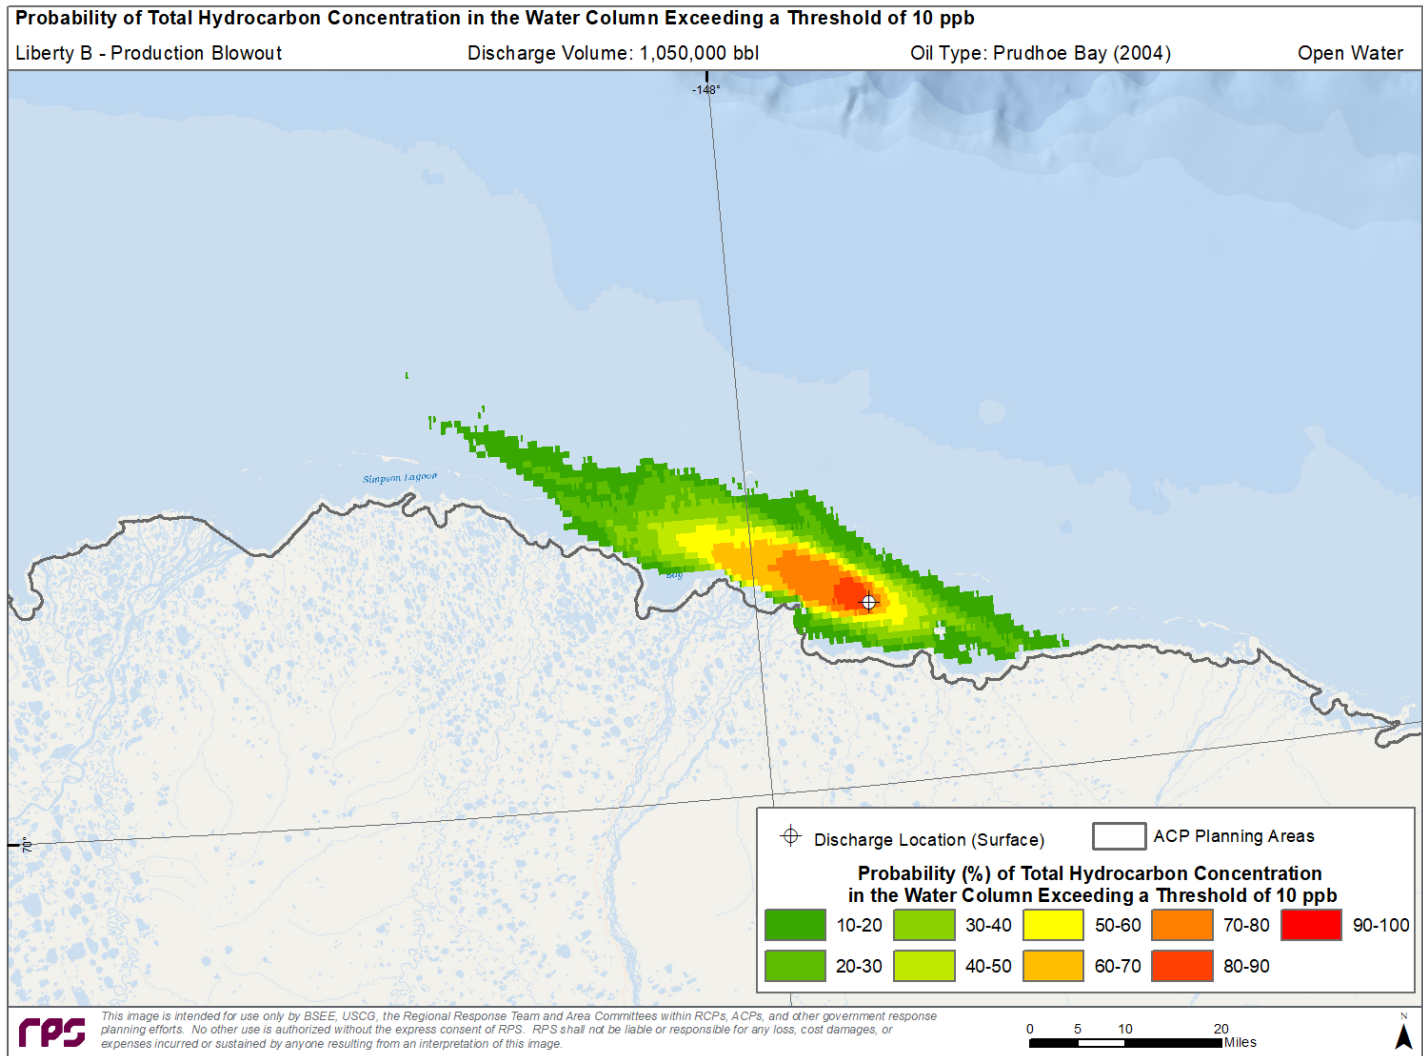 Probability of Total Hydrocarbon Concentration in the Water Column Exceeding a Threshold of 10 ppb
Liberty B - Production Blowout Discharge Volume: 1,050,000 bbl Oil Type: Prudhoe Bay (2004) Open Water
-148°
Simpson Lagoon
Bay
70°
Discharge Location (Surface) ACP Planning Areas
Probability (%) of Total Hydrocarbon Concentration
in the Water Column Exceeding a Threshold of 10 ppb
10-20 30-40 50-60 70-80 90-100
20-30 40-50 60-70 80-90
rps
This image is intended for use only by BSEE, USCG, the Regional Response Team and Area Committees within RCPs, ACPs, and other government response
planning efforts. No other use is authorized without the express consent of RPS. RPS shall not be liable or responsible for any loss, cost damages, or
expenses incurred or sustained by anyone resulting from an interpretation of this image.
0 5 10 20
Miles
N